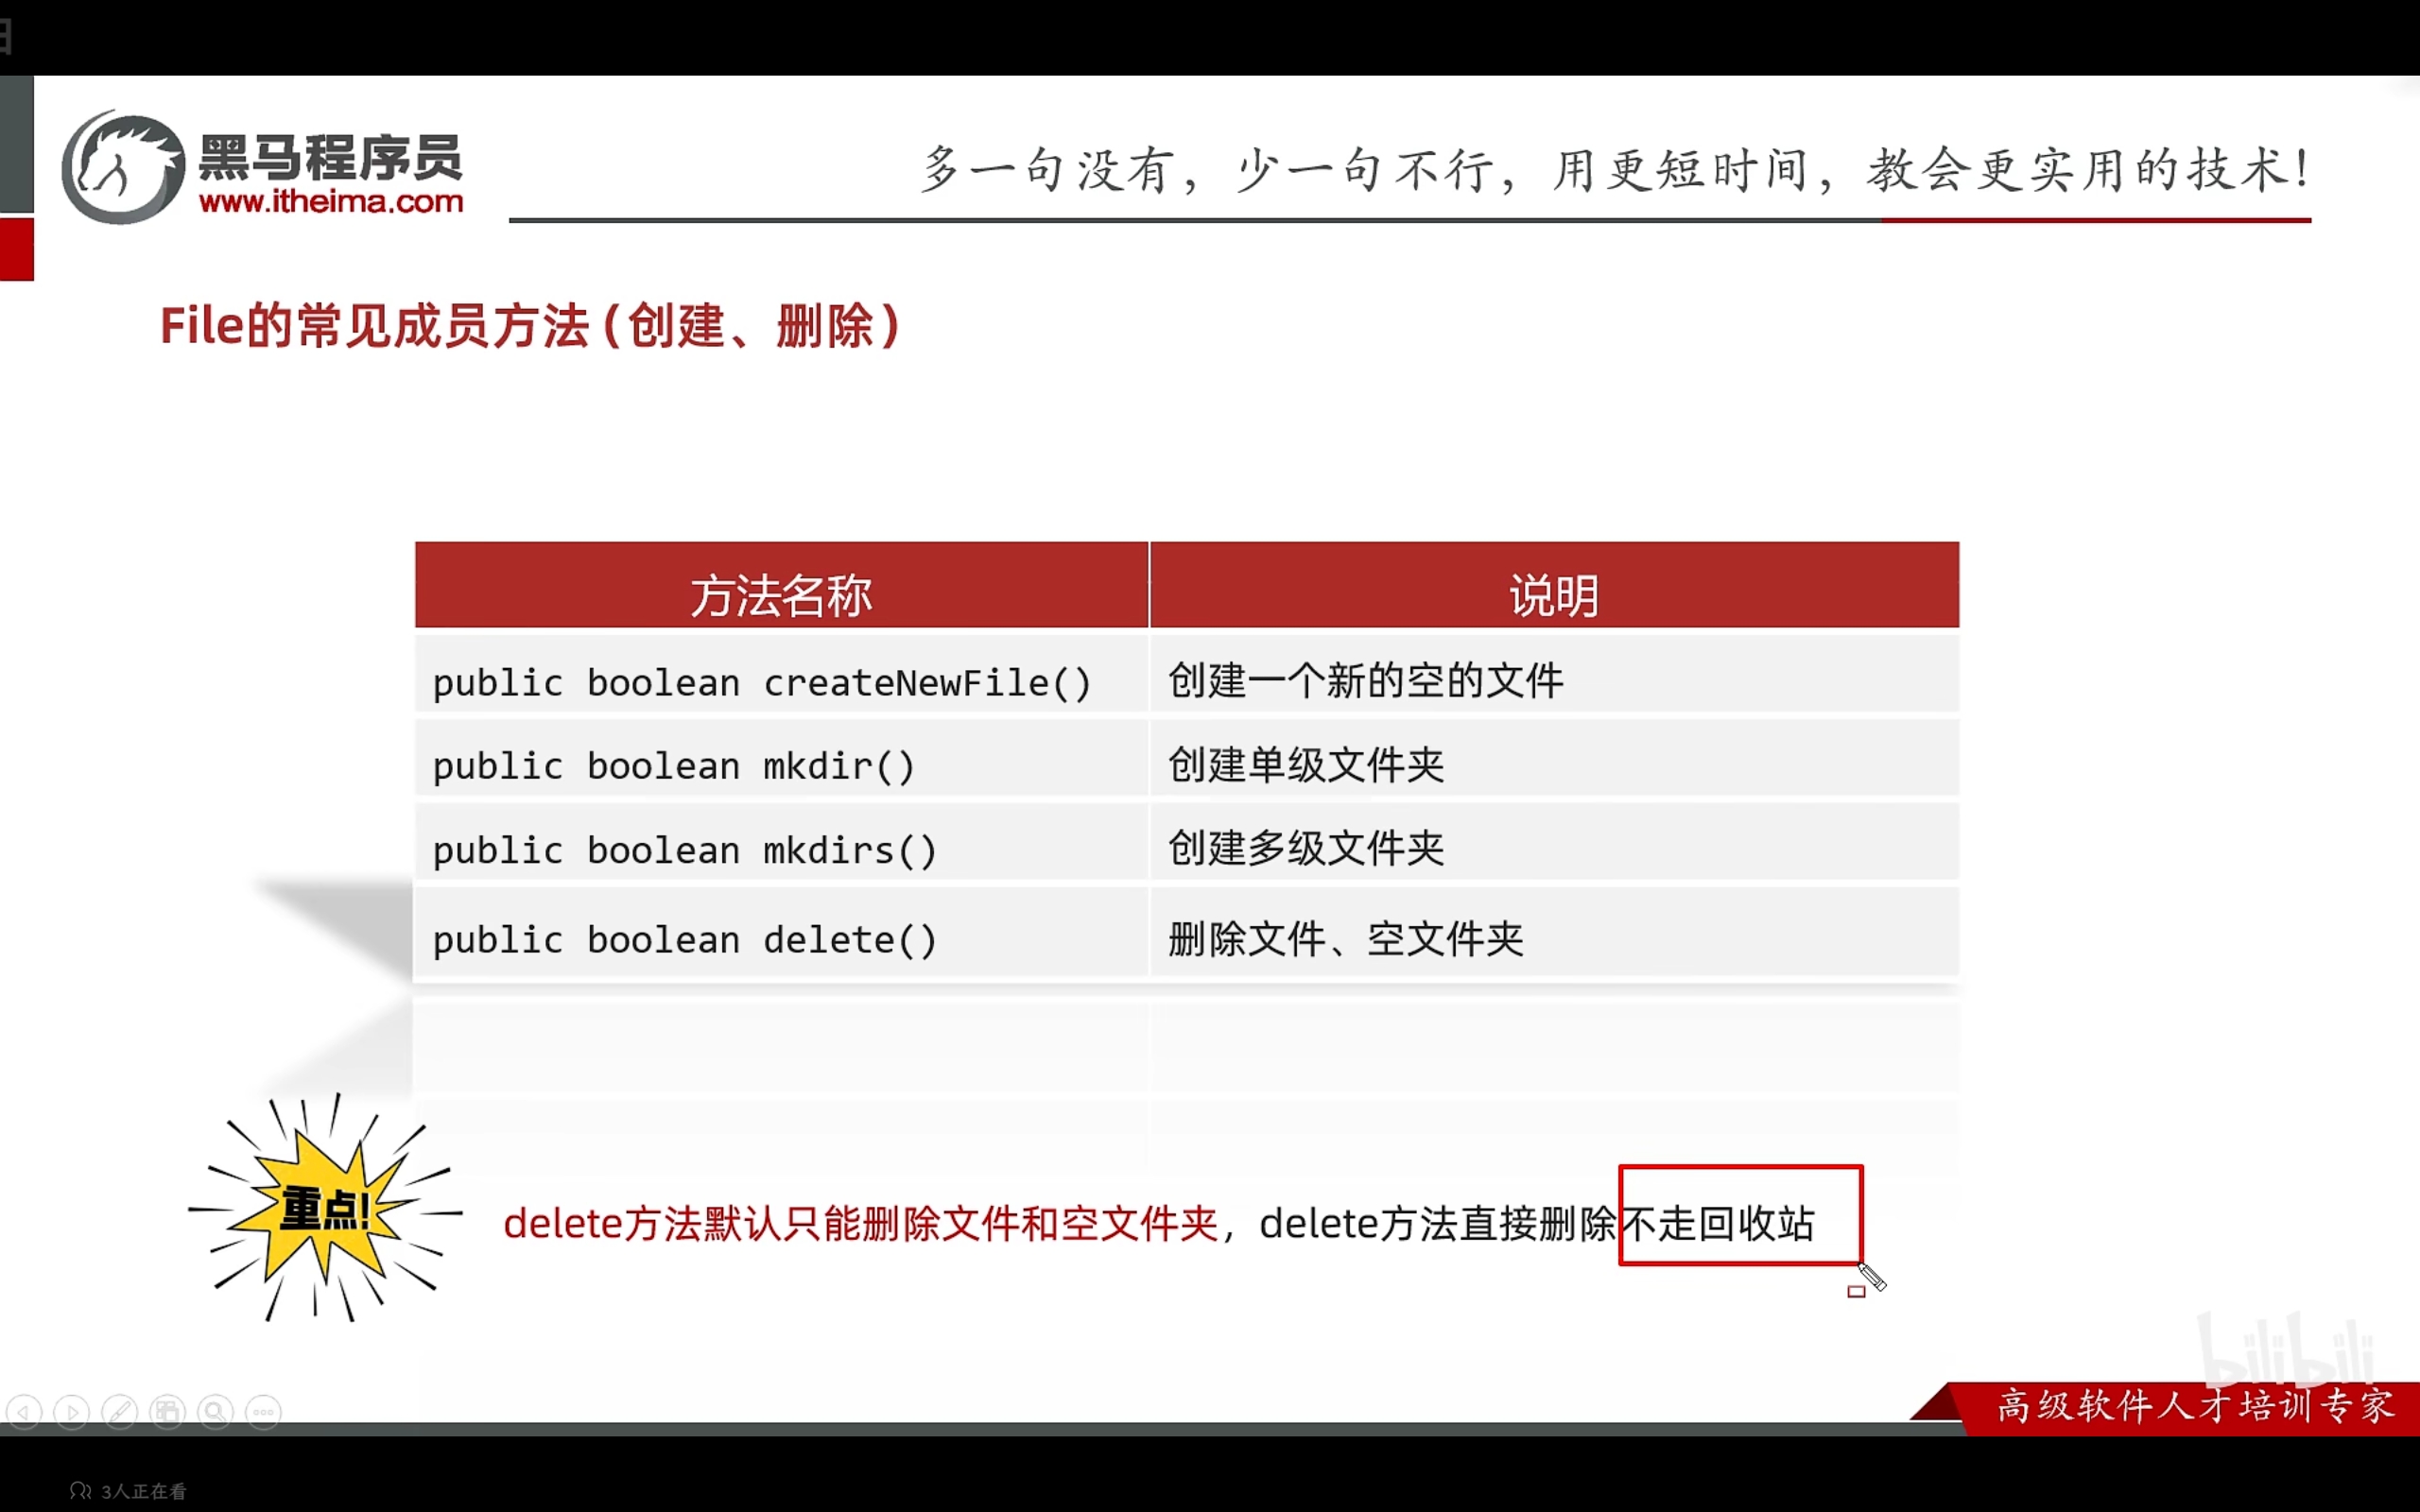 黑马程序员
www.itheima.com
多一句没有，少一句不行，用更短时间，教会更实用的技术！
File的常见成员方法（创建、删除）
方法名称 说明
public boolean createNewFile() 创建一个新的空的文件
public boolean mkdir() 创建单级文件夹
public boolean mkdirs() 创建多级文件夹
public boolean delete() 删除文件、空文件夹
重点!
delete方法默认只能删除文件和空文件夹，delete方法直接删除不走回收站
bilibili
高级软件人才培训专家
3人正在看